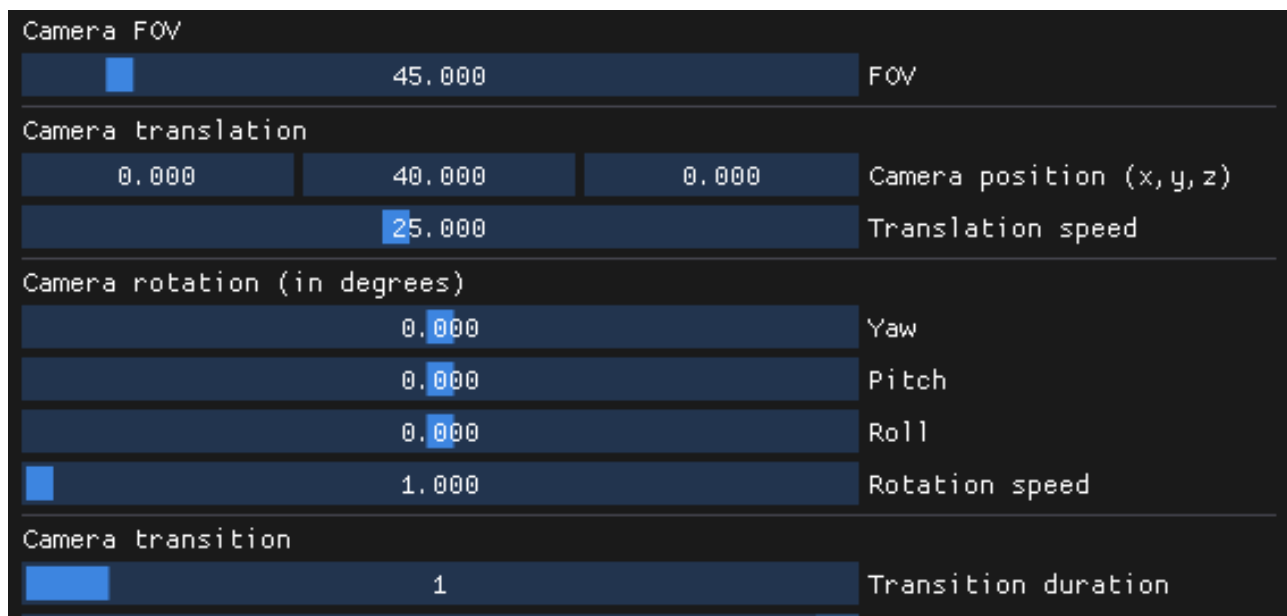 Camera FOV
45.000 FOV
Camera translation
0.000 40.000 0.000 Camera position (x,y,z)
25.000 Translation speed
Camera rotation (in degrees)
0.000 Yaw
0.000 Pitch
0.000 Roll
1.000 Rotation speed
Camera transition
1 Transition duration